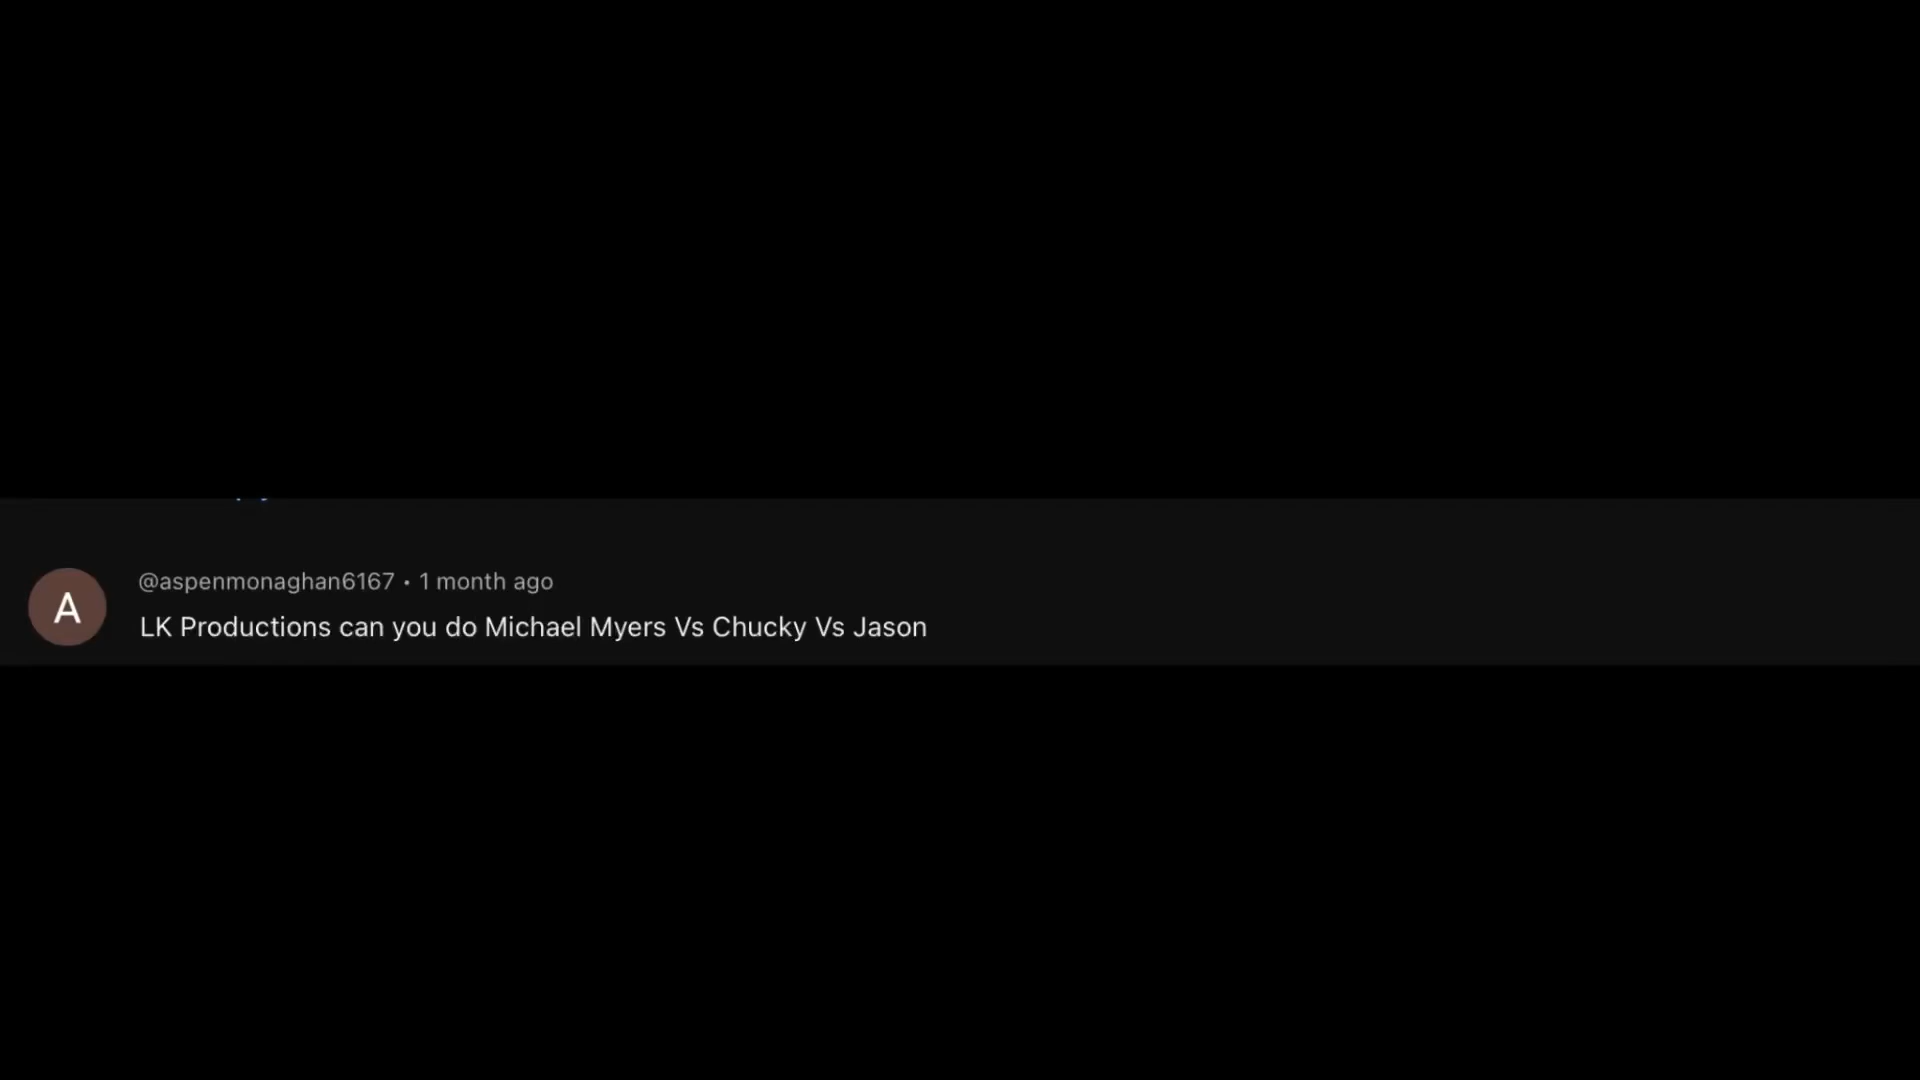 A
@aspenmonaghan6167 • 1 month ago
LK Productions can you do Michael Myers Vs Chucky Vs Jason